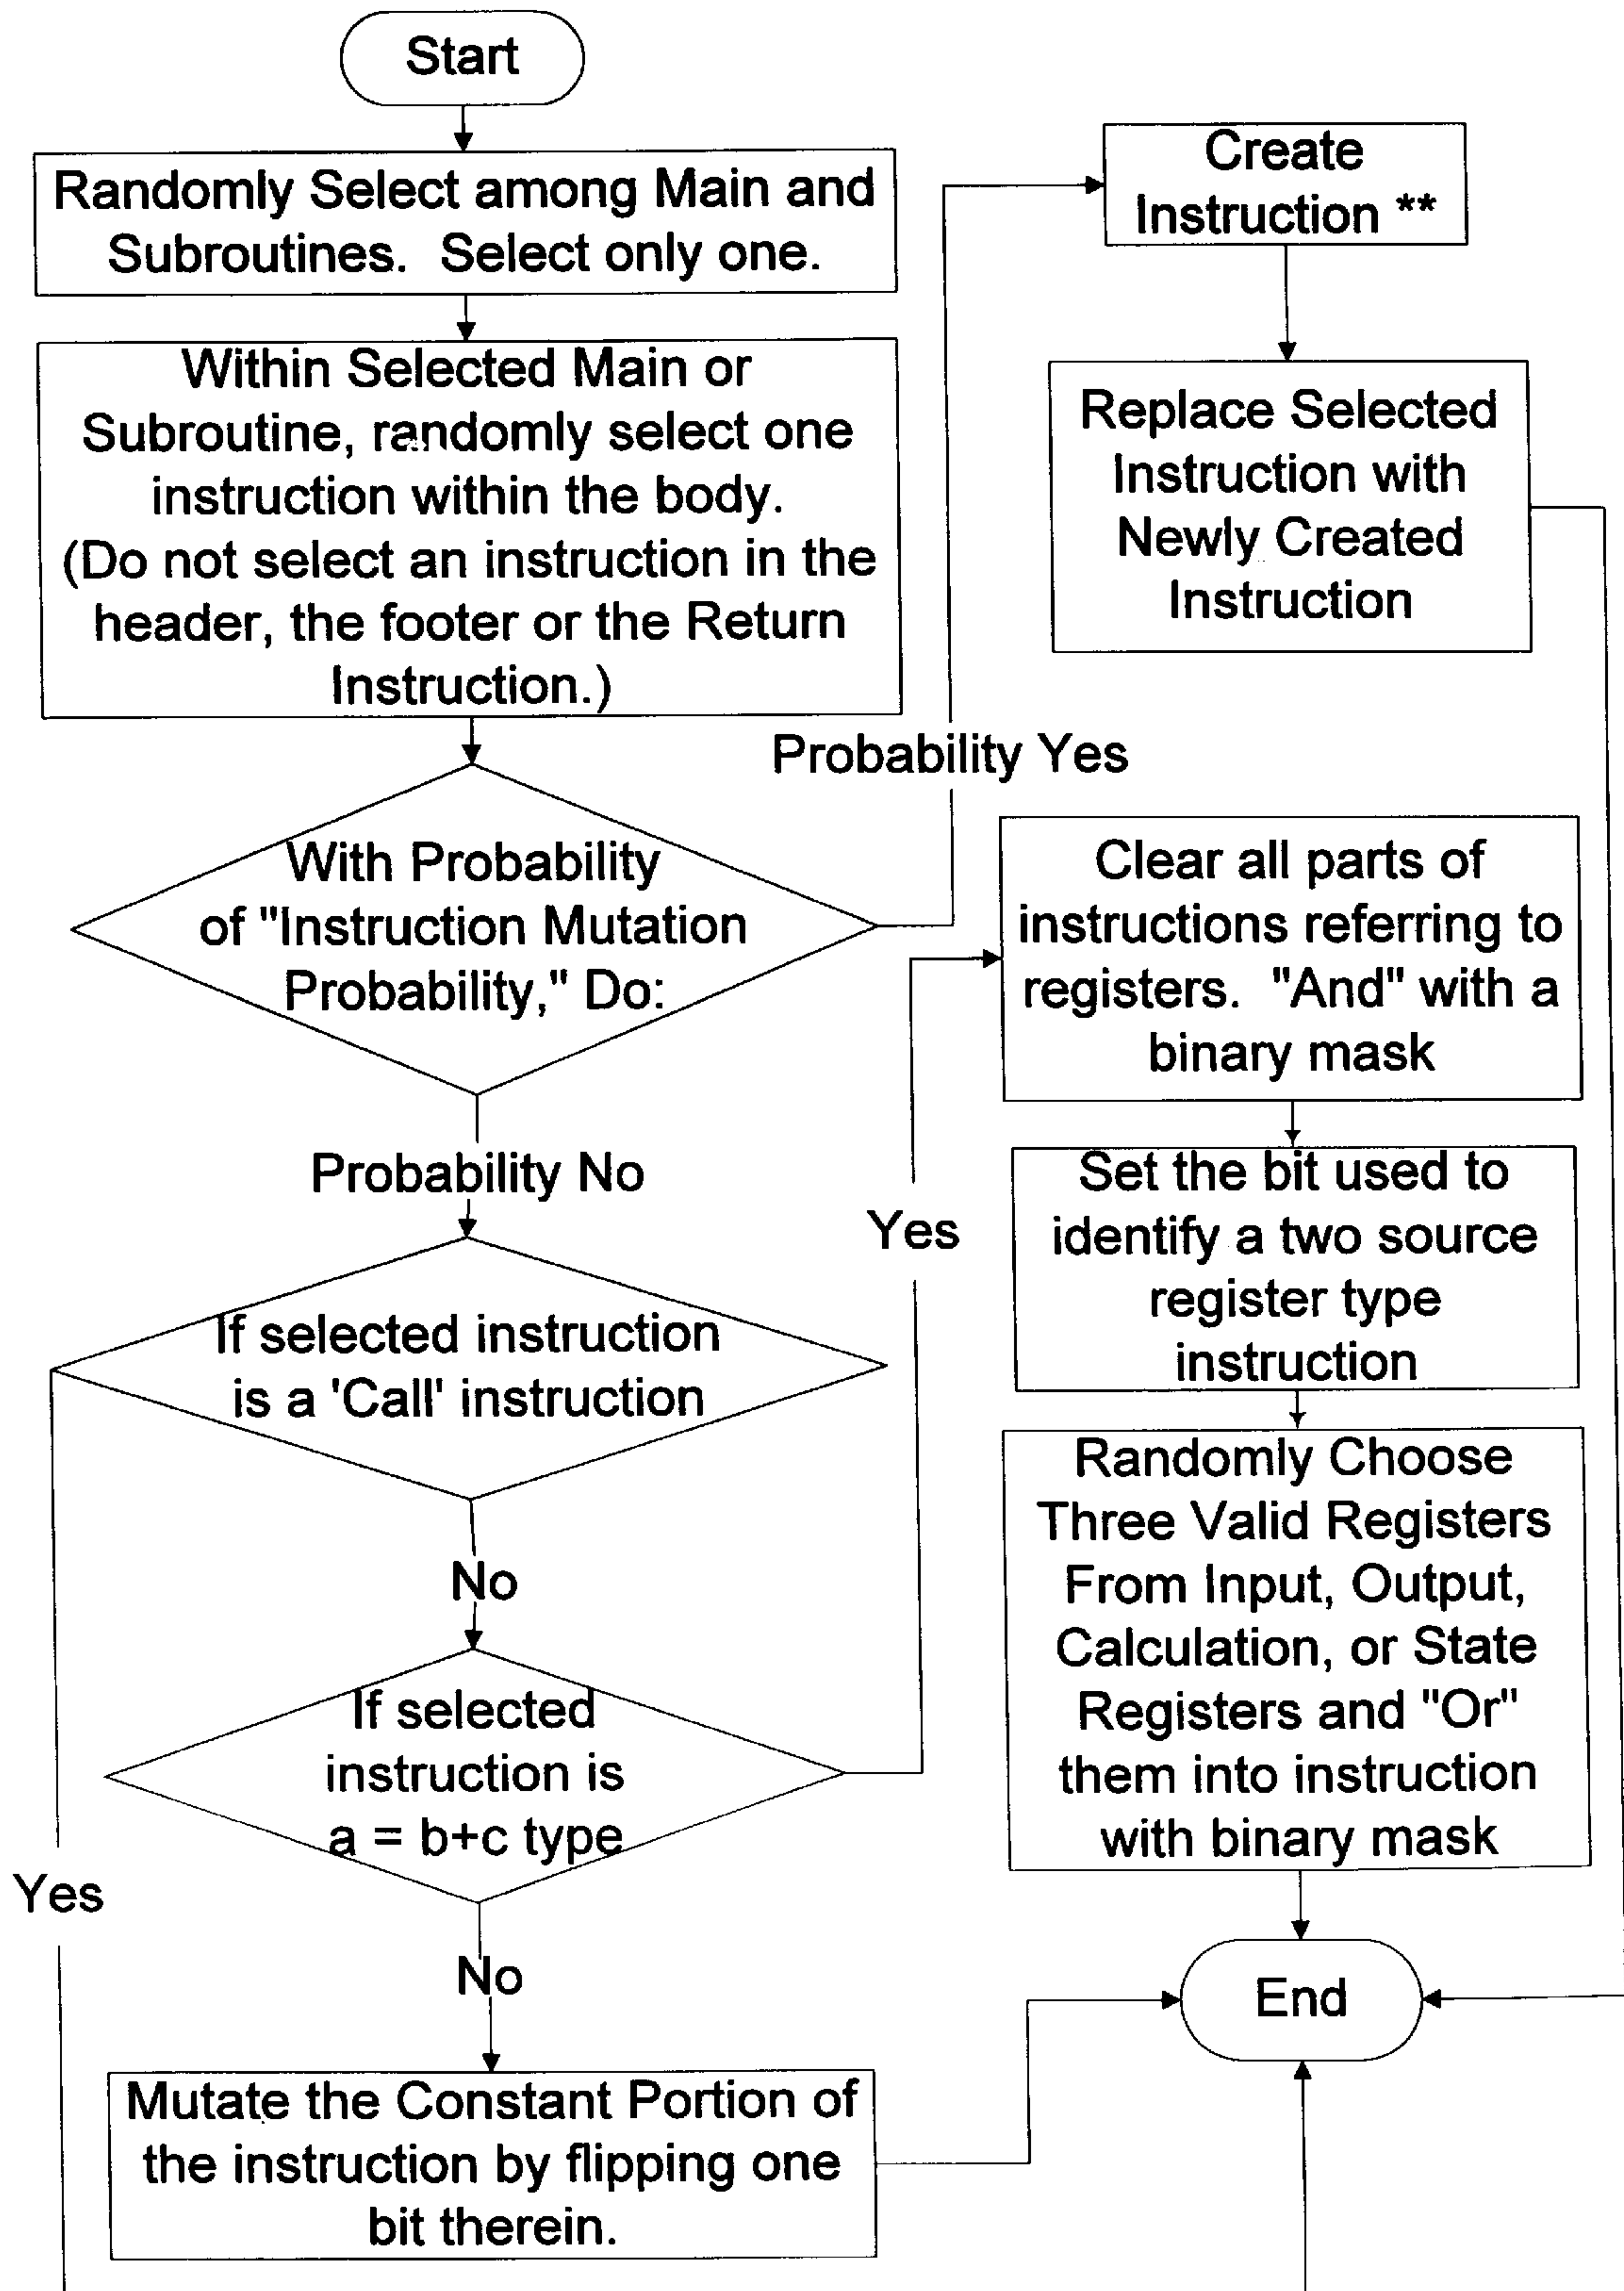 Start
Randomly Select among Main and
Subroutines. Select only one.
Within Selected Main or
Subroutine, randomly select one
instruction within the body.
(Do not select an instruction in the
header, the footer or the Return
Instruction.)
With Probability
of "Instruction Mutation
Probability," Do:
Probability Yes
Create
Instruction **
Replace Selected
Instruction with
Newly Created
Instruction
Probability No
If selected instruction
is a 'Call' instruction
Yes
No
If selected
instruction is
a = b+c type
Yes
Clear all parts of
instructions referring to
registers. "And" with a
binary mask
Set the bit used to
identify a two source
register type
instruction
Randomly Choose
Three Valid Registers
From Input, Output,
Calculation, or State
Registers and "Or"
them into instruction
with binary mask
No
Mutate the Constant Portion of
the instruction by flipping one
bit therein.
End